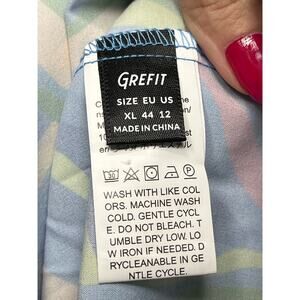 GREFIT
SIZE EU US
XL 44 12
MADE IN CHINA
WASH WITH LIKE COL
ORS. MACHINE WASH
COLD. GENTLE CYCL
E. DO NOT BLEACH. T
UMBLE DRY LOW. LO
W IRON IF NEEDED. D
RYCLEANABLE IN GE
NTLE CYCLE.